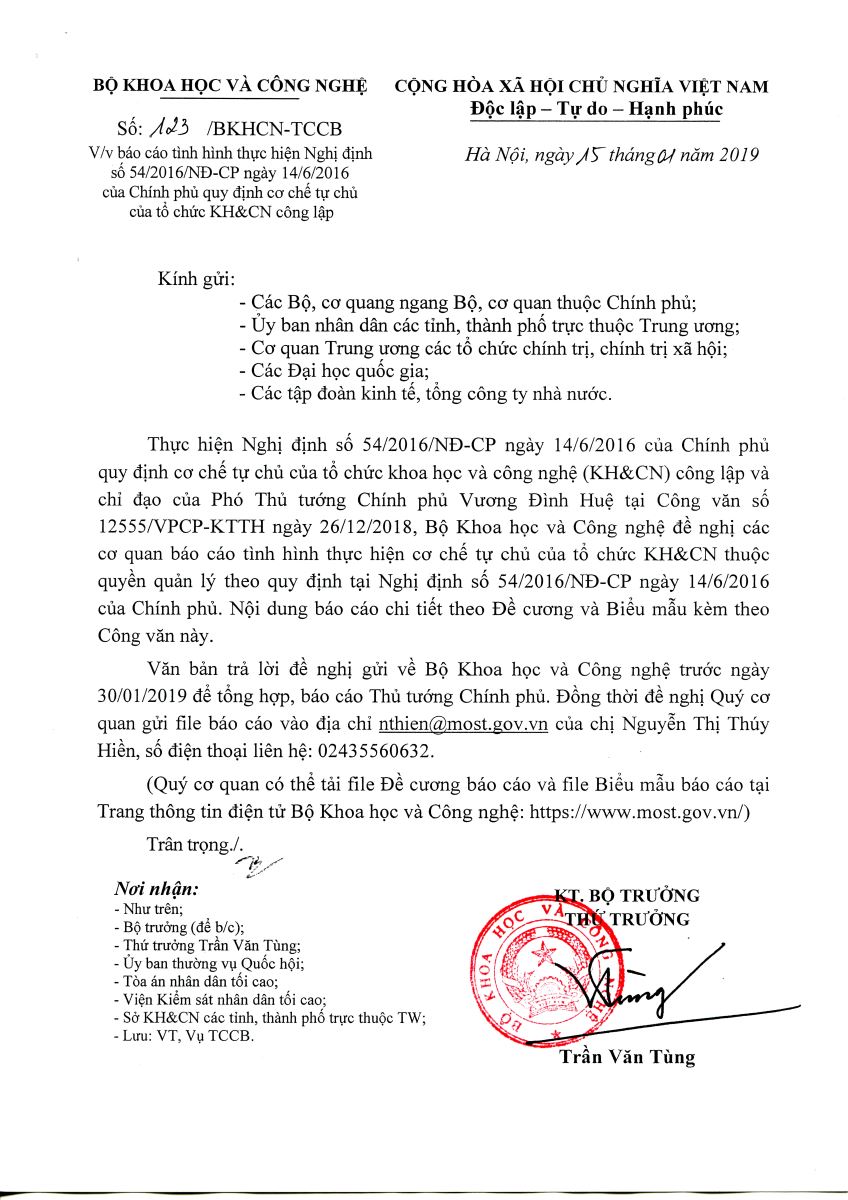 BỘ KHOA HỌC VÀ CÔNG NGHỆ
CỘNG HÒA XÃ HỘI CHỦ NGHĨA VIỆT NAM
Độc lập – Tự do – Hạnh phúc
Số: 123 /BKHCN-TCCB
V/v báo cáo tình hình thực hiện Nghị định
số 54/2016/NĐ-CP ngày 14/6/2016
của Chính phủ quy định cơ chế tự chủ
của tổ chức KH&CN công lập
Hà Nội, ngày 15 tháng 01 năm 2019
Kính gửi:
- Các Bộ, cơ quang ngang Bộ, cơ quan thuộc Chính phủ;
- Ủy ban nhân dân các tỉnh, thành phố trực thuộc Trung ương;
- Cơ quan Trung ương các tổ chức chính trị, chính trị xã hội;
- Các Đại học quốc gia;
- Các tập đoàn kinh tế, tổng công ty nhà nước.
Thực hiện Nghị định số 54/2016/NĐ-CP ngày 14/6/2016 của Chính phủ
quy định cơ chế tự chủ của tổ chức khoa học và công nghệ (KH&CN) công lập và
chỉ đạo của Phó Thủ tướng Chính phủ Vương Đình Huệ tại Công văn số
12555/VPCP-KTTH ngày 26/12/2018, Bộ Khoa học và Công nghệ đề nghị các
cơ quan báo cáo tình hình thực hiện cơ chế tự chủ của tổ chức KH&CN thuộc
quyền quản lý theo quy định tại Nghị định số 54/2016/NĐ-CP ngày 14/6/2016
của Chính phủ. Nội dung báo cáo chi tiết theo Đề cương và Biểu mẫu kèm theo
Công văn này.
Văn bản trả lời đề nghị gửi về Bộ Khoa học và Công nghệ trước ngày
30/01/2019 để tổng hợp, báo cáo Thủ tướng Chính phủ. Đồng thời đề nghị Quý cơ
quan gửi file báo cáo vào địa chỉ nthien@most.gov.vn của chị Nguyễn Thị Thúy
Hiền, số điện thoại liên hệ: 02435560632.
(Quý cơ quan có thể tải file Đề cương báo cáo và file Biểu mẫu báo cáo tại
Trang thông tin điện tử Bộ Khoa học và Công nghệ: https://www.most.gov.vn/)
Trân trọng./.
Nơi nhận:
- Như trên;
- Bộ trưởng (để b/c);
- Thứ trưởng Trần Văn Tùng;
- Ủy ban thường vụ Quốc hội;
- Tòa án nhân dân tối cao;
- Viện Kiểm sát nhân dân tối cao;
- Sở KH&CN các tỉnh, thành phố trực thuộc TW;
- Lưu: VT, Vụ TCCB.
KT. BỘ TRƯỞNG
THỨ TRƯỞNG
BỘ KHOA HỌC VÀ CÔNG NGHỆ
Tùng
Trần Văn Tùng